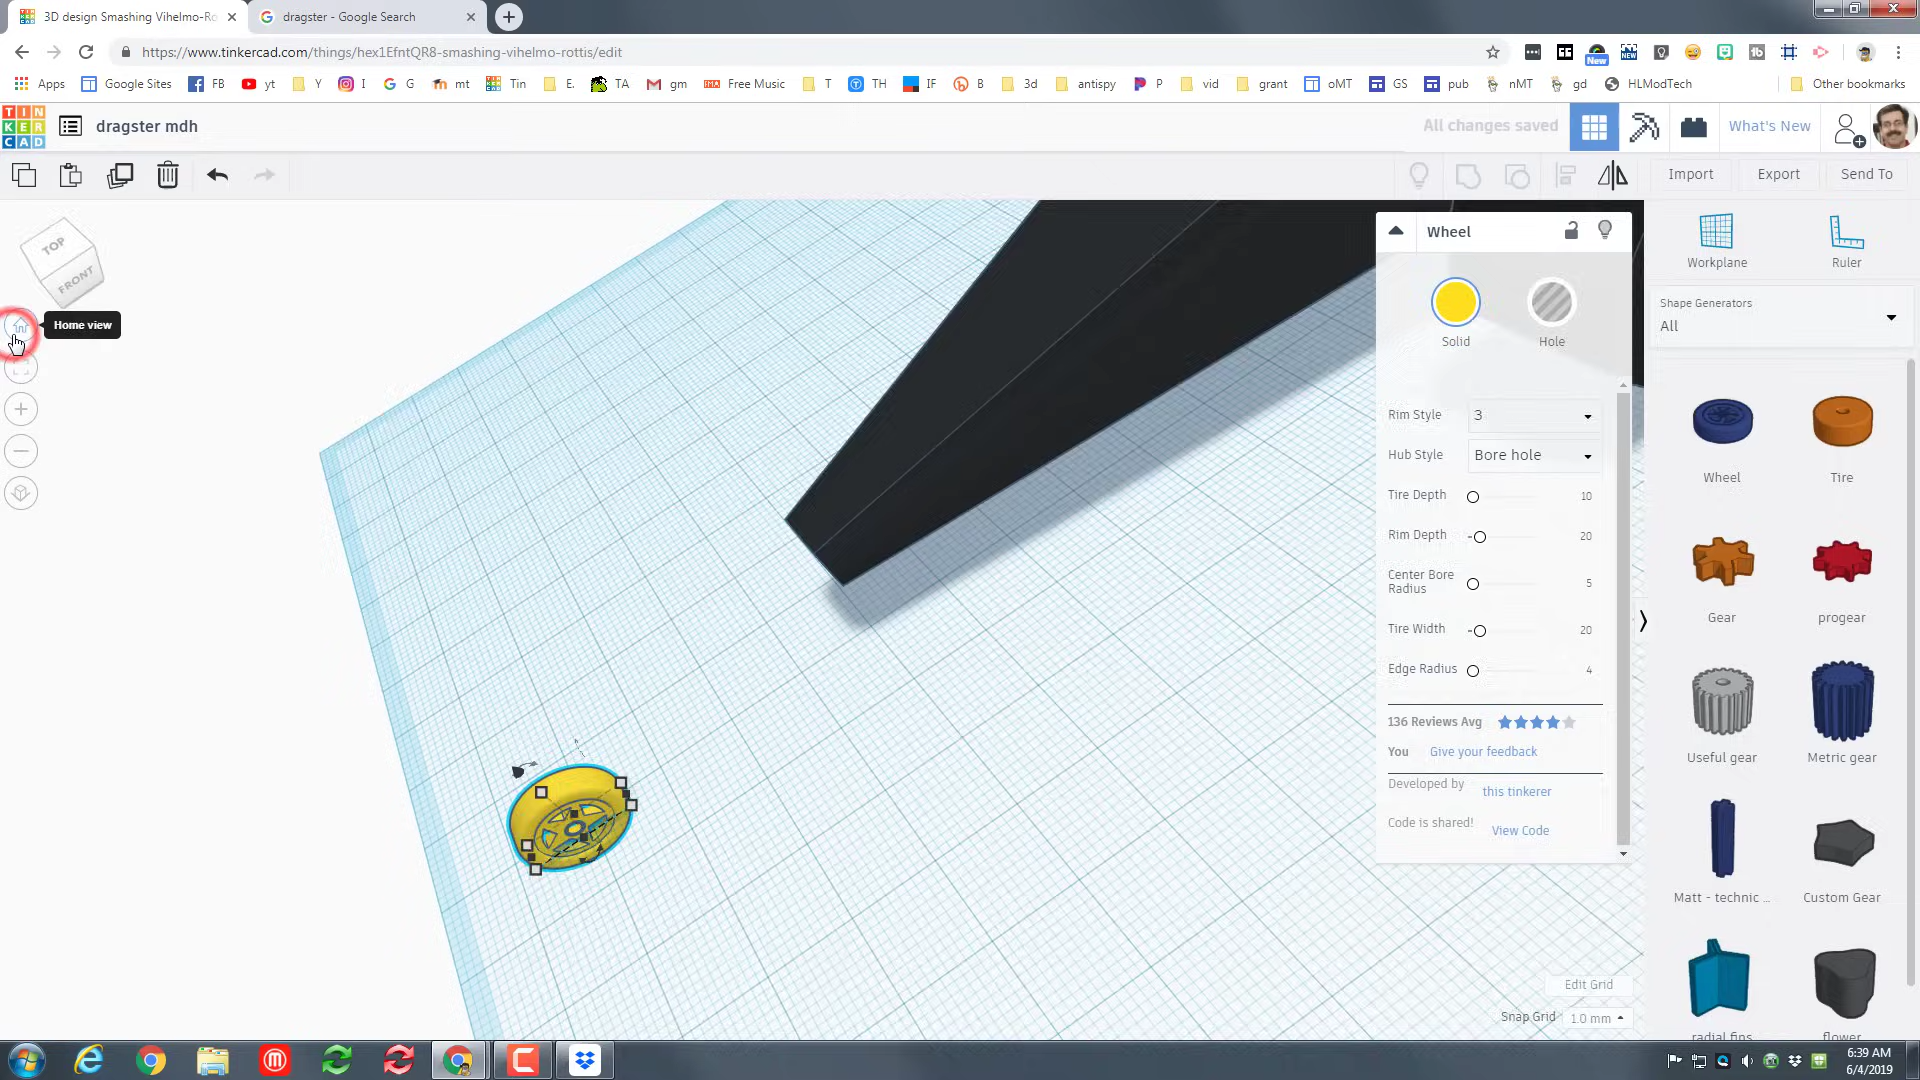 3D design Smashing Vihelmo-Ro
dragster - Google Search
https://www.tinkercad.com/things/hex1EfntQR8-smashing-vihelmo-rottis/edit
New
NEW
Apps
Google Sites
FB
yt
Y
I
G
mt
Tin
E.
TA
gm
Free Music
T
TH
IF
B
3d
antispy
P
vid
grant
oMT
GS
pub
nMT
gd
HLModTech
Other bookmarks
TIN
KER
CAD
dragster mdh
All changes saved
What's New
Import
Export
Send To
TOP
FRONT
Home view
Wheel
Solid
Hole
Rim Style
3
Hub Style
Bore hole
Tire Depth
10
Rim Depth
20
Center Bore
Radius
5
Tire Width
20
Edge Radius
4
136 Reviews Avg
You
Give your feedback
Developed by
this tinkerer
Code is shared!
View Code
Workplane
Ruler
Shape Generators
All
Wheel
Tire
Gear
progear
Useful gear
Metric gear
Matt - technic ...
Custom Gear
radial fins
flower
Edit Grid
Snap Grid
1.0 mm
6:39 AM
6/4/2019